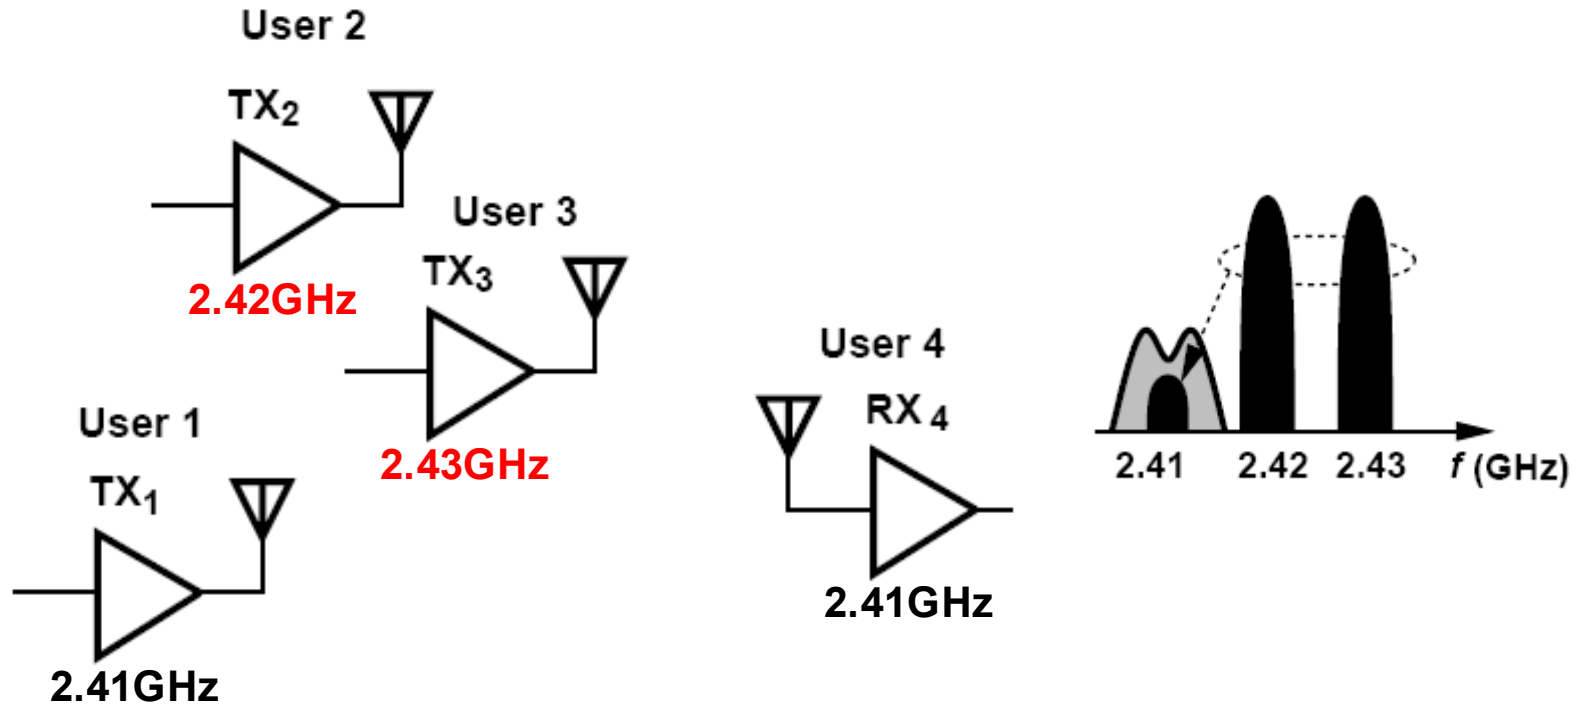 User 2
TX2
2.42GHz
User 3
TX3
2.43GHz
User 1
TX1
2.41GHz
User 4
RX4
2.41GHz
2.41 2.42 2.43 f (GHz)